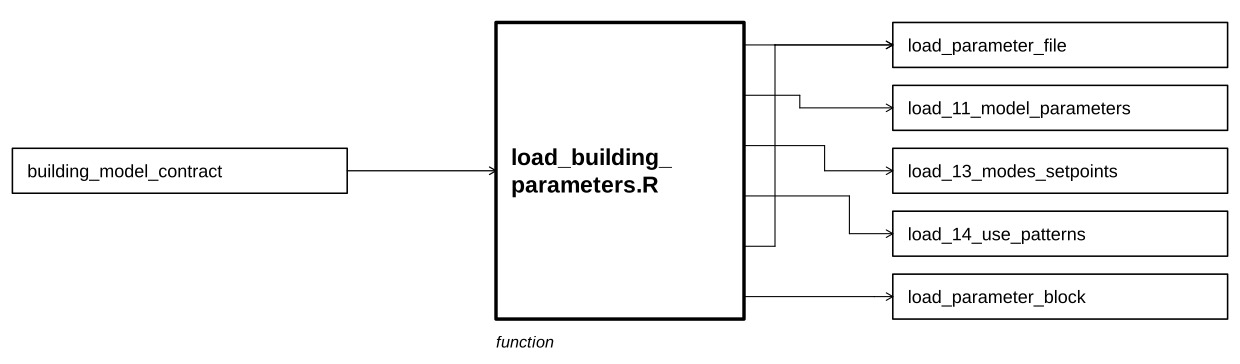 building_model_contract
load_building_
parameters.R
function
load_parameter_file
load_11_model_parameters
load_13_modes_setpoints
load_14_use_patterns
load_parameter_block